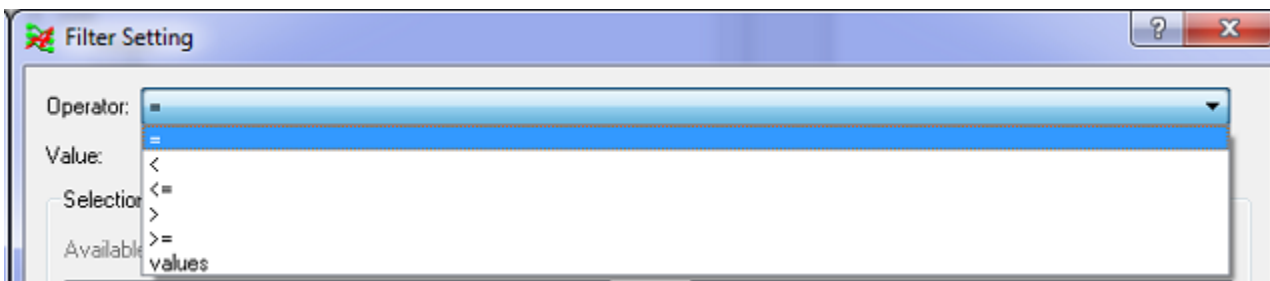 Filter Setting
Operator: =
=
Value:
<
<=
Selection
>
>=
Available
values